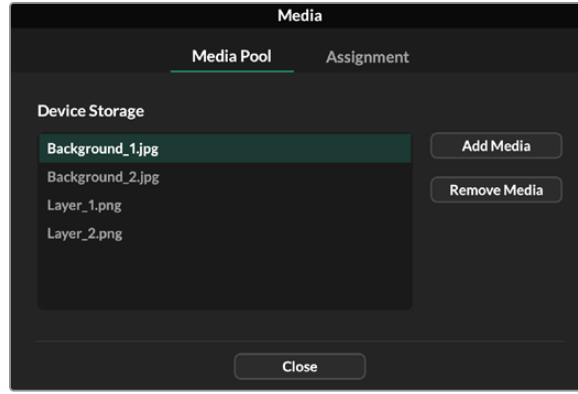 Media
Media Pool
Assignment
Device Storage
Background_1.jpg
Add Media
Background_2.jpg
Remove Media
Layer_1.png
Layer_2.png
Close